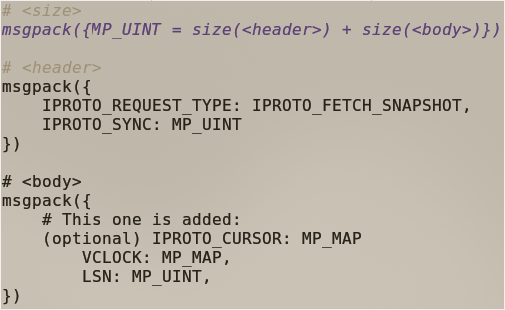 # <size>
msgpack({MP_UINT = size(<header>) + size(<body>)})
# <header>
msgpack({
    IPROTO_REQUEST_TYPE: IPROTO_FETCH_SNAPSHOT,
    IPROTO_SYNC: MP_UINT
})
# <body>
msgpack({
    # This one is added:
    (optional) IPROTO_CURSOR: MP_MAP
        VCLOCK: MP_MAP,
        LSN: MP_UINT,
})